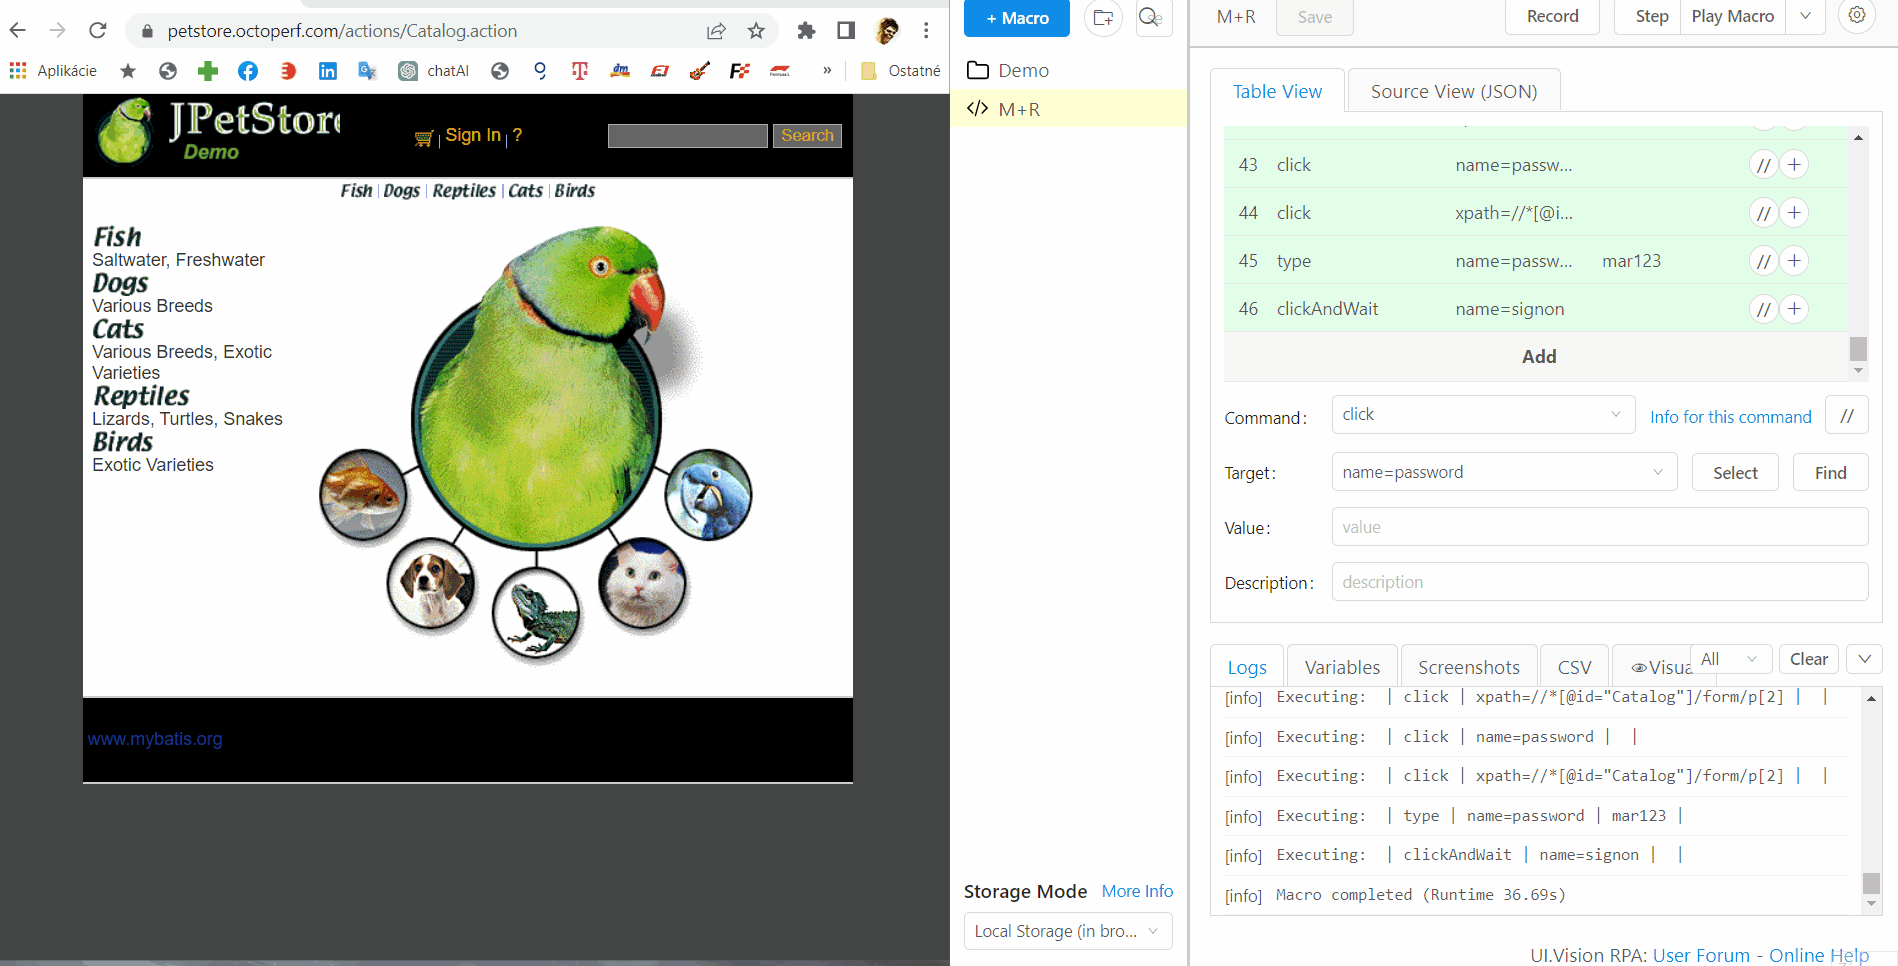 petstore.octoperf.com/actions/Catalog.action
Aplikácie
chatAI
dm
F1
»
Ostatné
JPetStore
Demo
| Sign In | ?
Search
Fish | Dogs | Reptiles | Cats | Birds
Fish
Saltwater, Freshwater
Dogs
Various Breeds
Cats
Various Breeds, Exotic
Varieties
Reptiles
Lizards, Turtles, Snakes
Birds
Exotic Varieties
www.mybatis.org
+ Macro
Demo
</> M+R
Storage Mode More Info
Local Storage (in bro...
M+R Save Record Step Play Macro
Table View Source View (JSON)
43 click name=passw... // +
44 click xpath=//*[@i... // +
45 type name=passw... mar123 // +
46 clickAndWait name=signon // +
Add
Command: click Info for this command //
Target: name=password Select Find
Value: value
Description: description
Logs Variables Screenshots CSV Visua All Clear
[info] Executing: | click | xpath=//*[@id="Catalog"]/form/p[2] | |
[info] Executing: | click | name=password | |
[info] Executing: | click | xpath=//*[@id="Catalog"]/form/p[2] | |
[info] Executing: | type | name=password | mar123 |
[info] Executing: | clickAndWait | name=signon | |
[info] Macro completed (Runtime 36.69s)
UI.Vision RPA: User Forum - Online Help